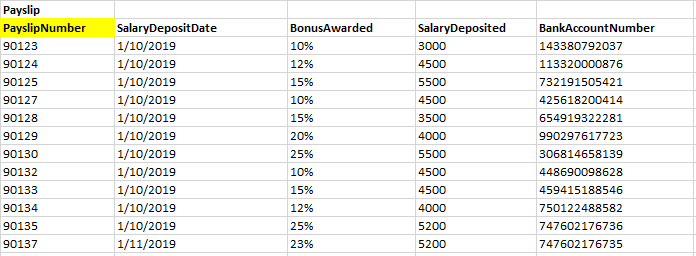 Payslip
PayslipNumber SalaryDepositDate BonusAwarded SalaryDeposited BankAccountNumber
90123 1/10/2019 10% 3000 143380792037
90124 1/10/2019 12% 4500 113320000876
90125 1/10/2019 15% 5500 732191505421
90127 1/10/2019 10% 4500 425618200414
90128 1/10/2019 15% 3500 654919322281
90129 1/10/2019 20% 4000 990297617723
90130 1/10/2019 25% 5500 306814658139
90132 1/10/2019 10% 4500 448690098628
90133 1/10/2019 15% 4500 459415188546
90134 1/10/2019 12% 4000 750122488582
90135 1/10/2019 25% 5200 747602176736
90137 1/11/2019 23% 5200 747602176735